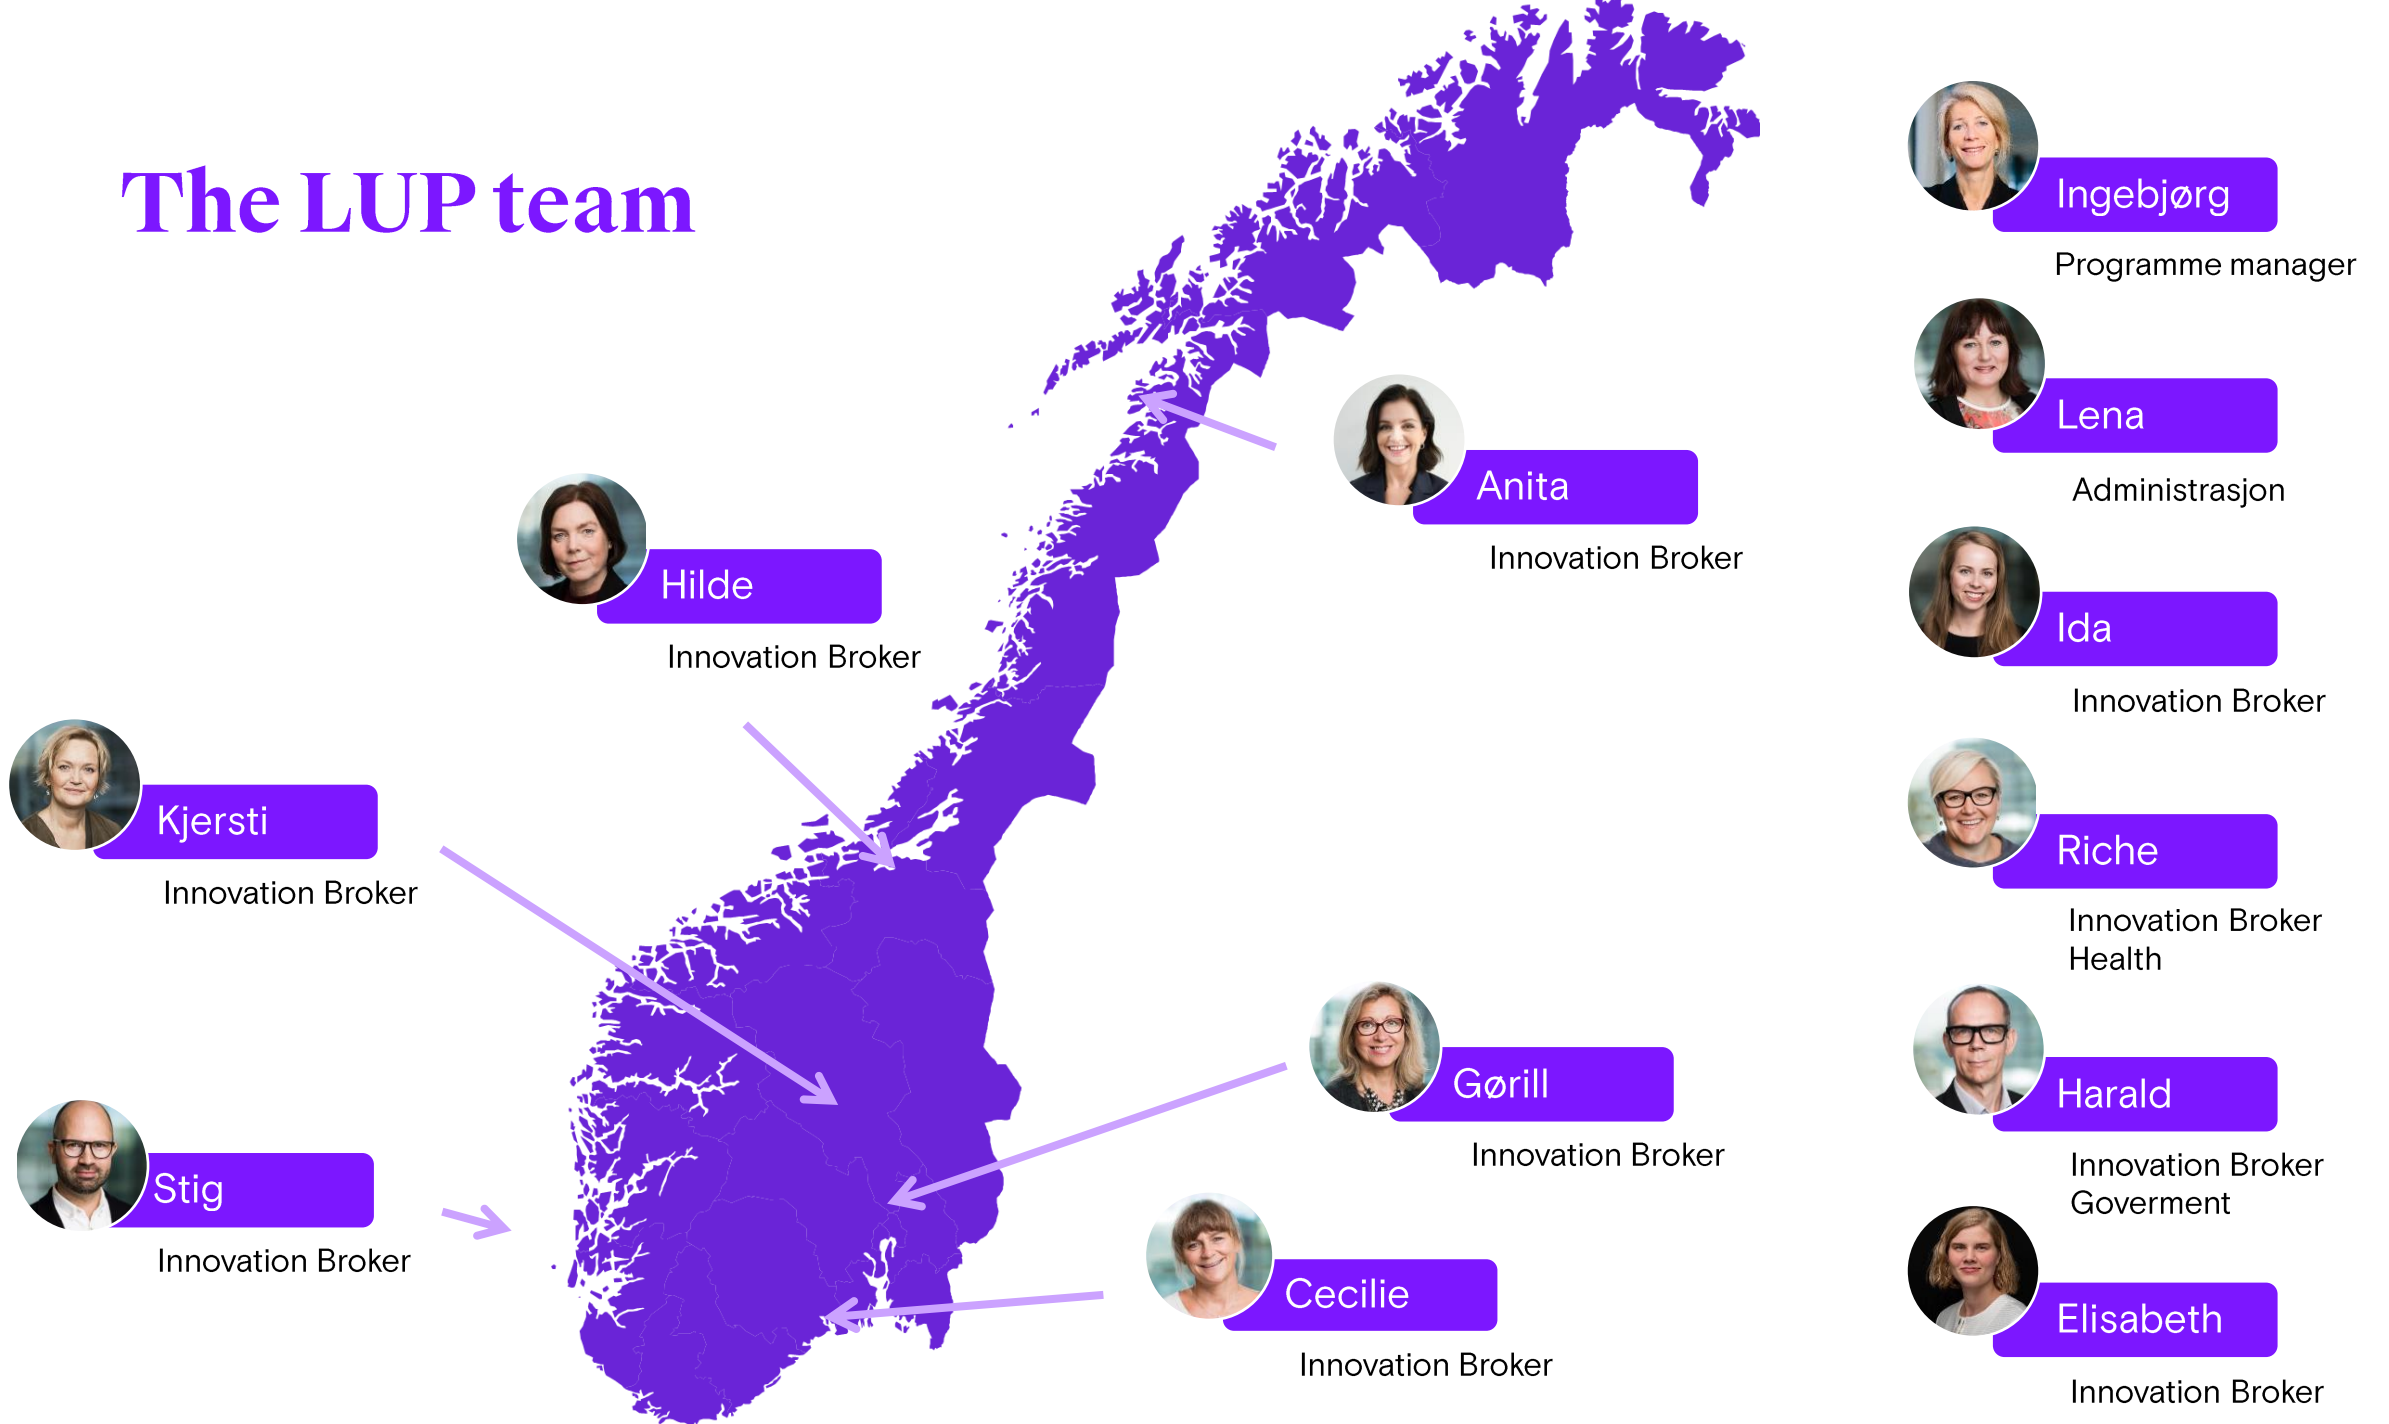 The LUP team
Ingebjørg
Programme manager
Lena
Administrasjon
Anita
Innovation Broker
Hilde
Innovation Broker
Ida
Innovation Broker
Kjersti
Innovation Broker
Riche
Innovation Broker
Health
Gørill
Innovation Broker
Harald
Innovation Broker
Goverment
Stig
Innovation Broker
Cecilie
Innovation Broker
Elisabeth
Innovation Broker